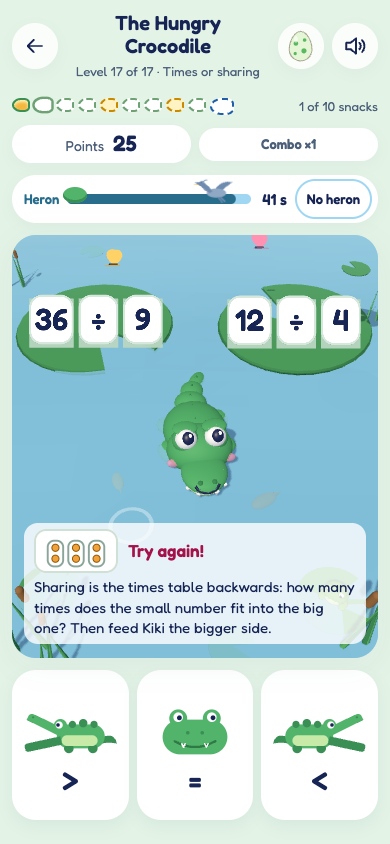 The Hungry
Crocodile
Level 17 of 17 · Times or sharing
1 of 10 snacks
Points 25
Combo ×1
Heron
41 s
No heron
36 ÷ 9
12 ÷ 4
Try again!
Sharing is the times table backwards: how many
times does the small number fit into the big
one? Then feed Kiki the bigger side.
>
=
<